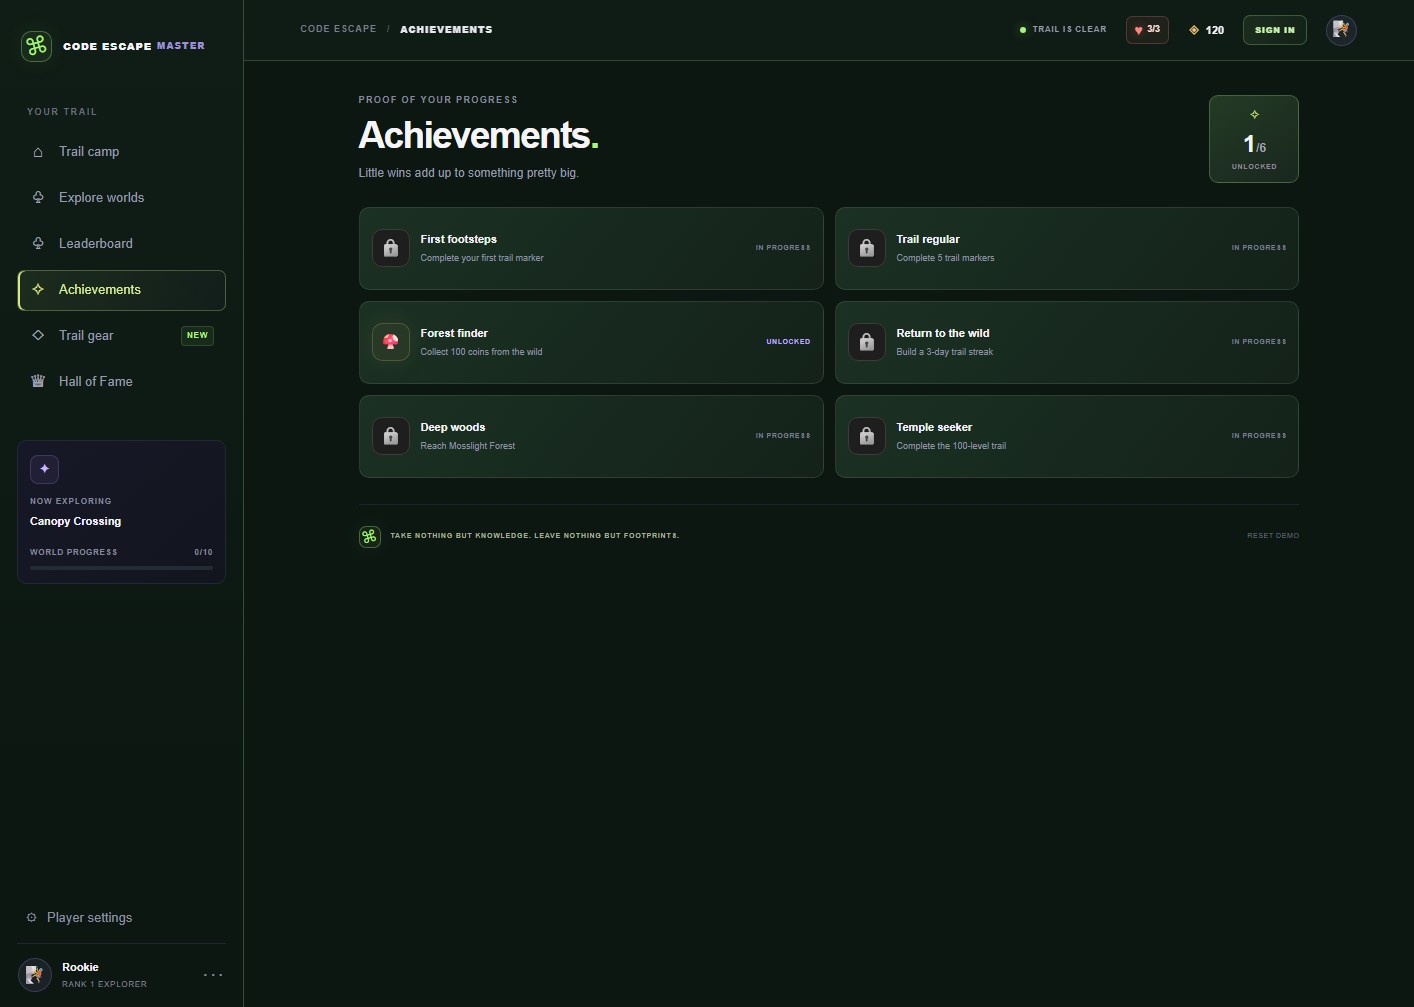 CODE ESCAPE MASTER
YOUR TRAIL
Trail camp
Explore worlds
Leaderboard
Achievements
Trail gear NEW
Hall of Fame
NOW EXPLORING
Canopy Crossing
WORLD PROGRESS 0/10
Player settings
Rookie
RANK 1 EXPLORER
CODE ESCAPE / ACHIEVEMENTS
TRAIL IS CLEAR
3/3
120
SIGN IN
PROOF OF YOUR PROGRESS
Achievements.
Little wins add up to something pretty big.
1/6
UNLOCKED
First footsteps
Complete your first trail marker
IN PROGRESS
Trail regular
Complete 5 trail markers
IN PROGRESS
Forest finder
Collect 100 coins from the wild
UNLOCKED
Return to the wild
Build a 3-day trail streak
IN PROGRESS
Deep woods
Reach Mosslight Forest
IN PROGRESS
Temple seeker
Complete the 100-level trail
IN PROGRESS
TAKE NOTHING BUT KNOWLEDGE. LEAVE NOTHING BUT FOOTPRINTS.
RESET DEMO